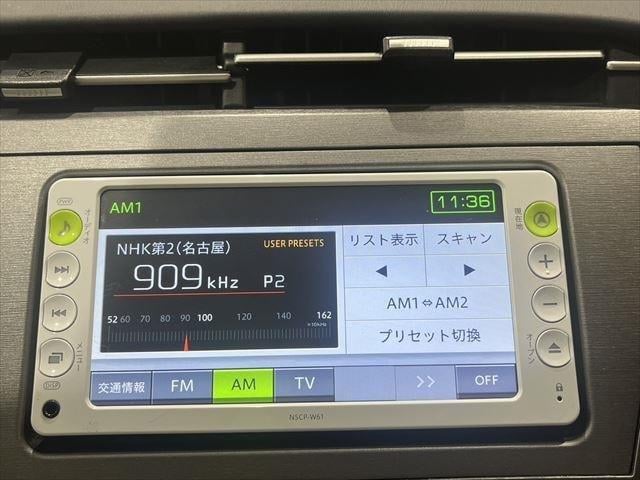 PWR
オーディオ
メニュー
DISP
AM1
11:36
現在地
オープン
NHK第2(名古屋)
USER PRESETS
909 kHz P2
52 60 70 80 90 100 120 140 162
×10kHz
リスト表示 スキャン
◀ ▶
AM1⇔AM2
プリセット切換
交通情報 FM AM TV >> OFF
NSCP-W61